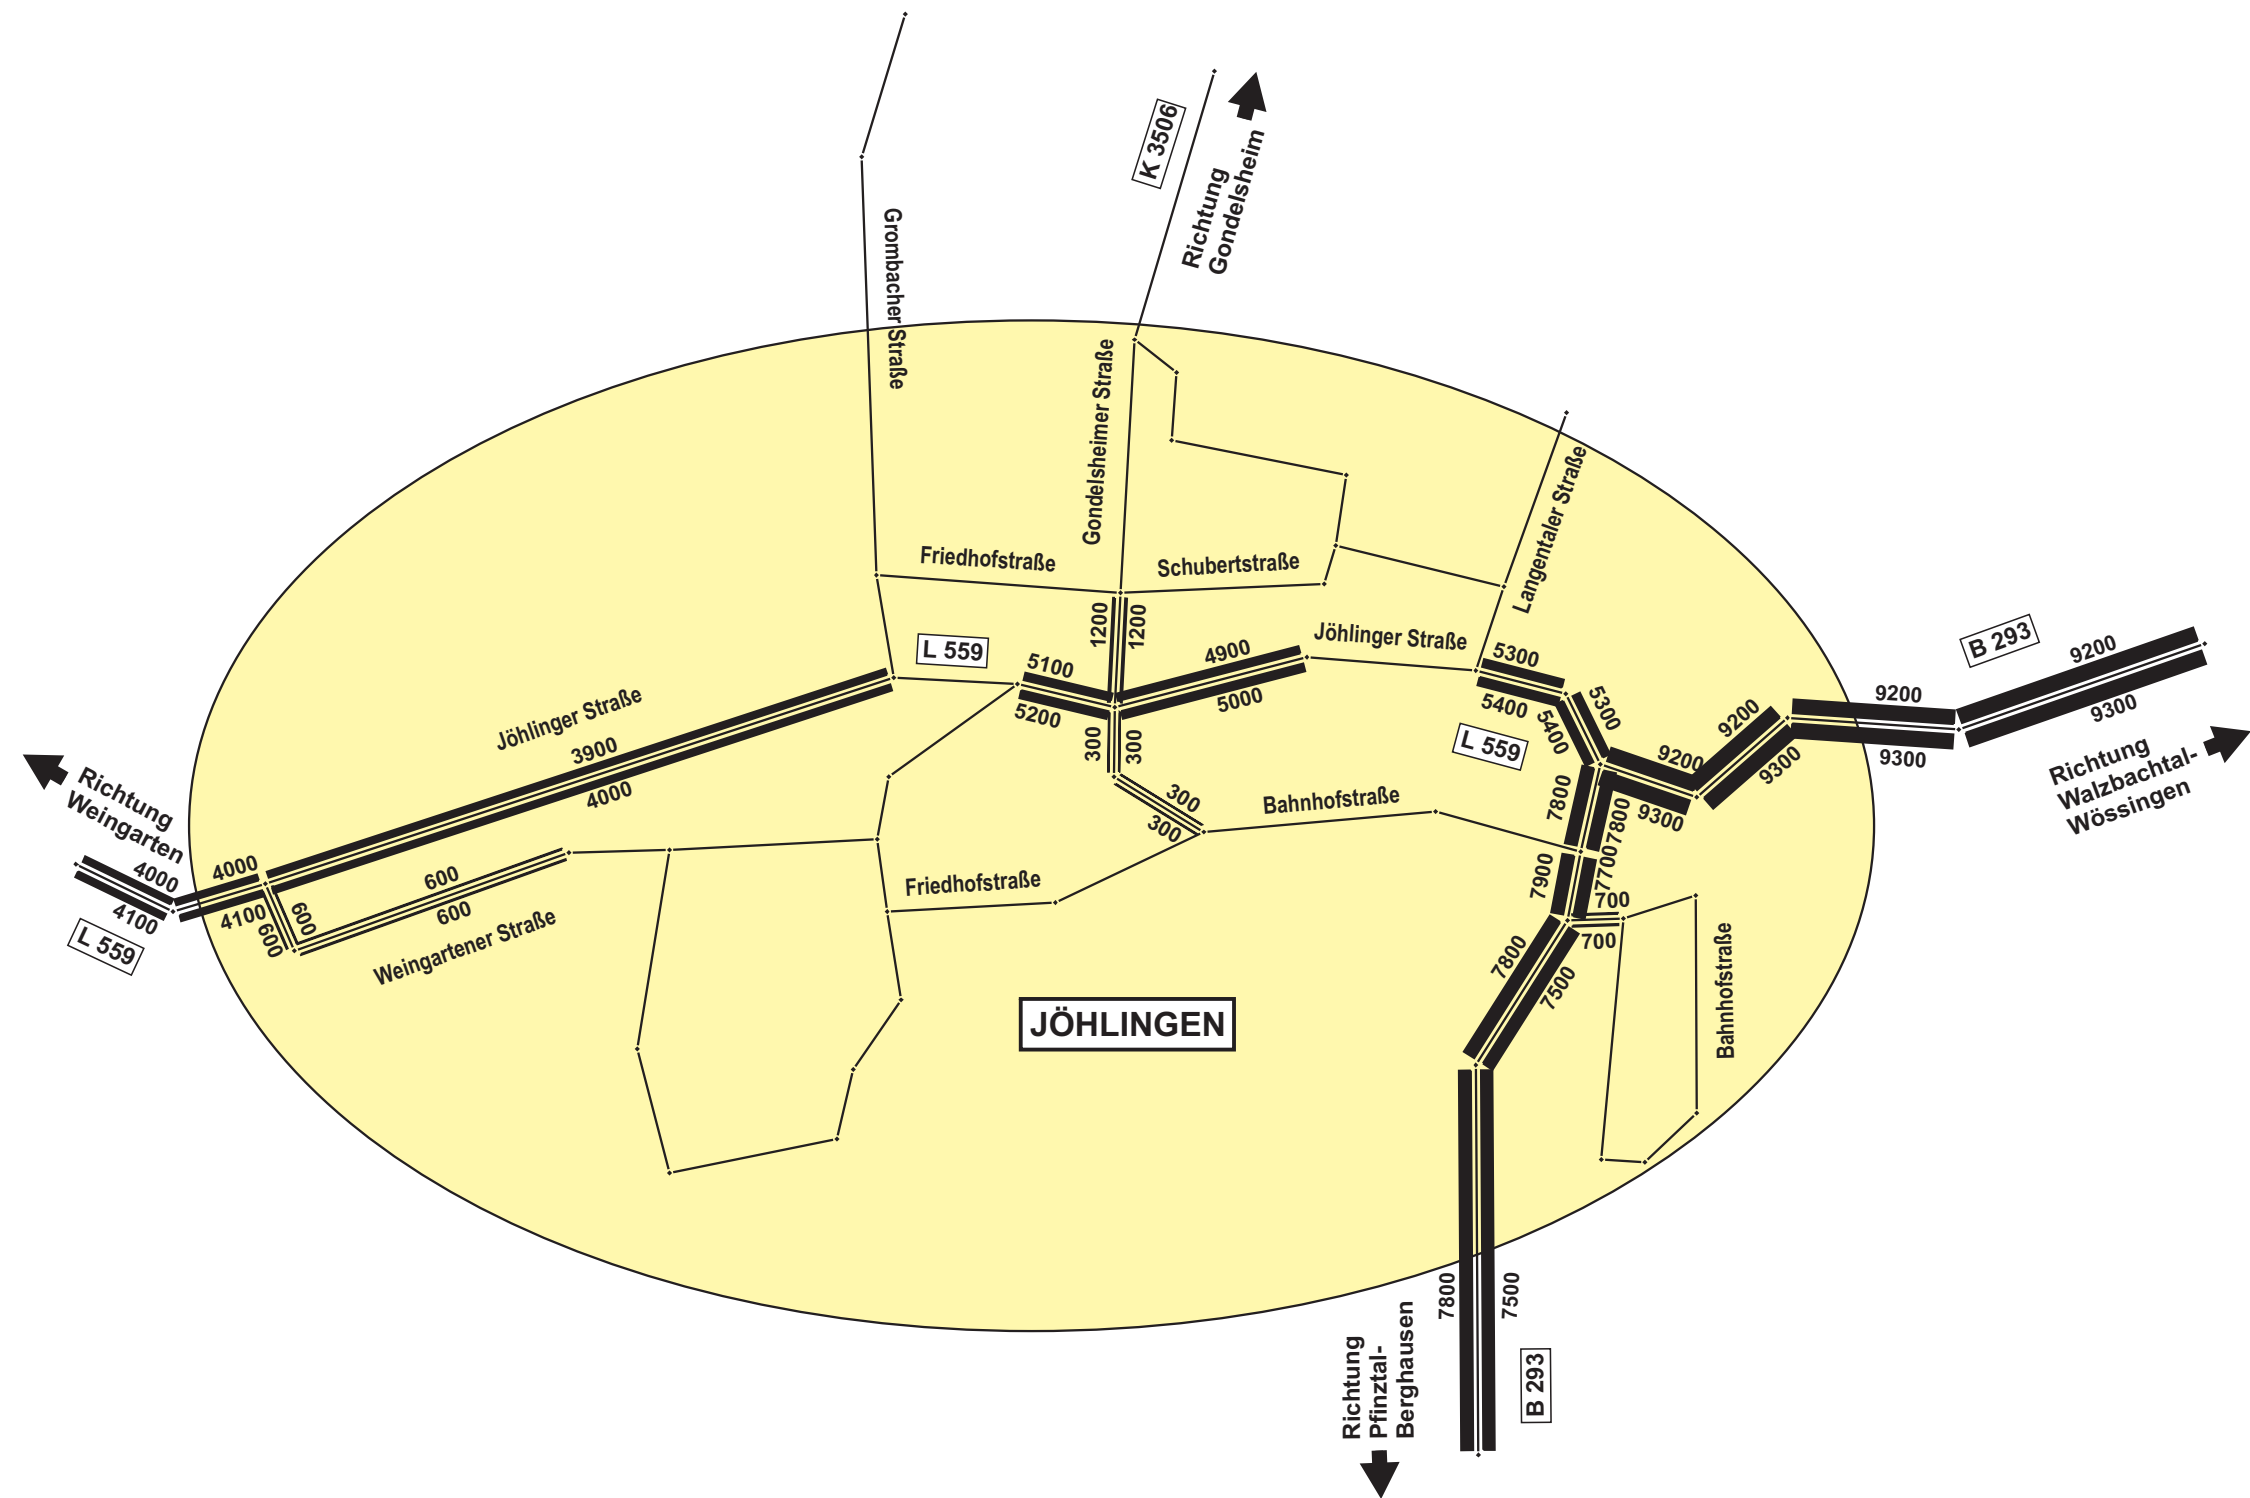 K 3506
Richtung
Gondelsheim
Grombacher Straße
Gondelsheimer Straße
Langentaler Straße
Friedhofstraße
Schubertstraße
1200
1200
L 559
5100
5200
4900
5000
Jöhlinger Straße
5300
5400
5300
5400
L 559
B 293
9200
9300
9200
9300
9200
9300
9200
9300
Richtung
Walzbachtal-
Wössingen
Jöhlinger Straße
3900
4000
300
300
300
300
Bahnhofstraße
7800
7800
7900
7700
700
700
Richtung
Weingarten
4000
4100
L 559
4000
4100
600
600
600
600
Weingartener Straße
Friedhofstraße
7800
7500
Bahnhofstraße
JÖHLINGEN
7800
7500
Richtung
Pfinztal-
Berghausen
B 293